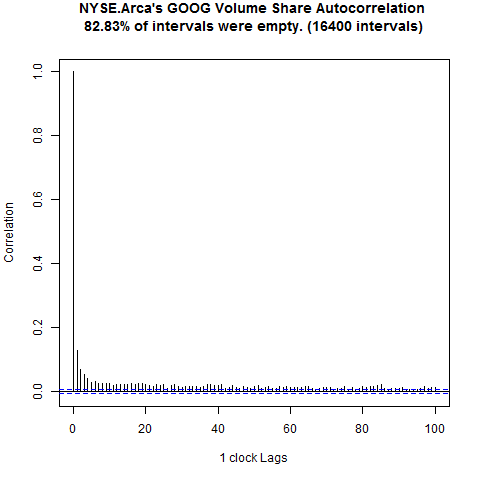 NYSE.Arca's GOOG Volume Share Autocorrelation
82.83% of intervals were empty. (16400 intervals)
1.0
0.8
0.6
0.4
0.2
0.0
Correlation
0 20 40 60 80 100
1 clock Lags